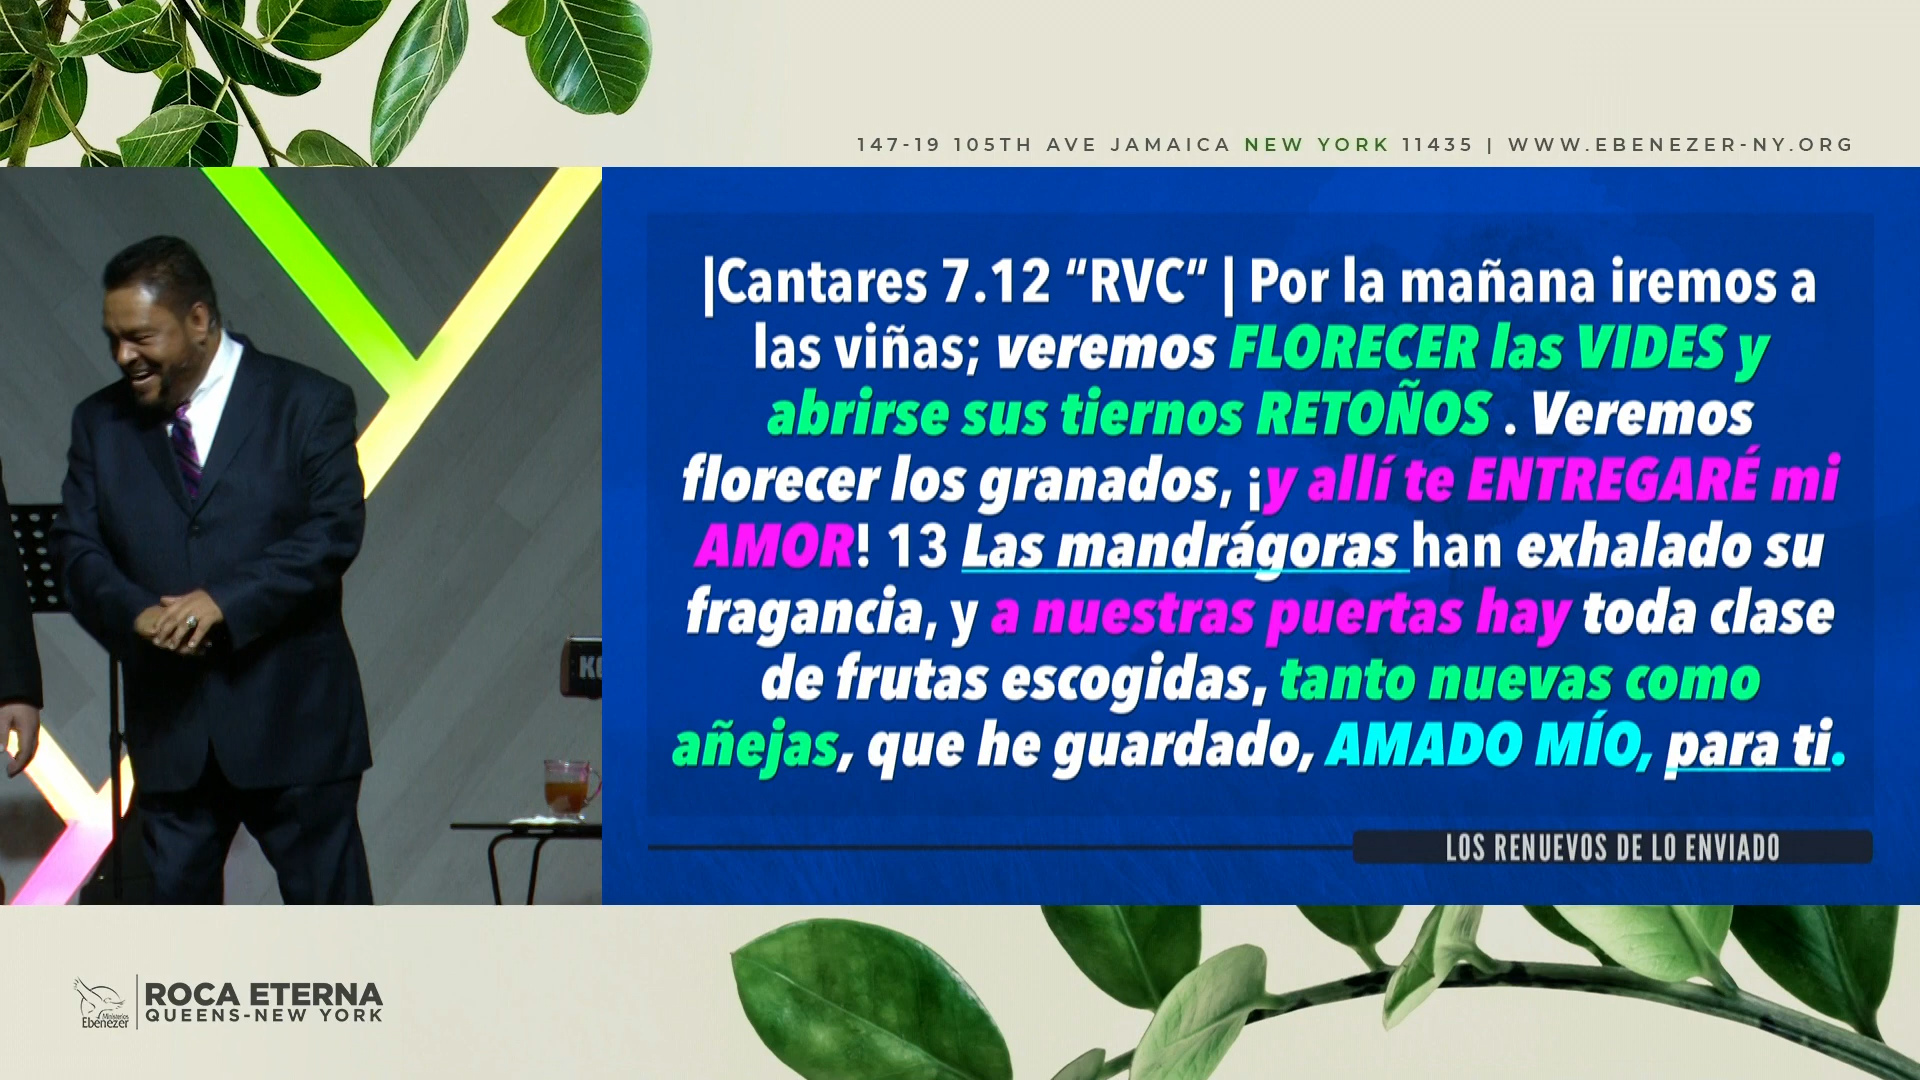 147-19 105TH AVE JAMAICA NEW YORK 11435 | WWW.EBENEZER-NY.ORG
|Cantares 7.12 “RVC” | Por la mañana iremos a
las viñas; veremos FLORECER las VIDES y
abrirse sus tiernos RETOÑOS . Veremos
florecer los granados, ¡y allí te ENTREGARÉ mi
AMOR! 13 Las mandrágoras han exhalado su
fragancia, y a nuestras puertas hay toda clase
de frutas escogidas, tanto nuevas como
añejas, que he guardado, AMADO MÍO, para ti.
LOS RENUEVOS DE LO ENVIADO
Ministerios
Ebenezer
ROCA ETERNA
QUEENS-NEW YORK